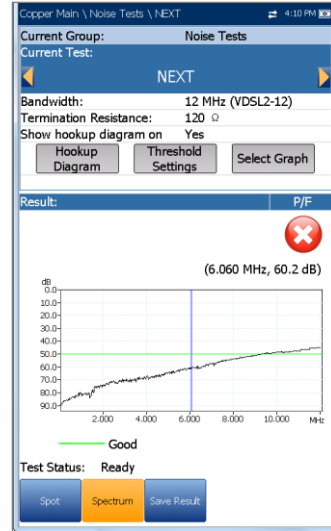 Copper Main \ Noise Tests \ NEXT 4:10 PM
Current Group: Noise Tests
Current Test:
NEXT
Bandwidth: 12 MHz (VDSL2-12)
Termination Resistance: 120 Ω
Show hookup diagram on Yes
Hookup Diagram
Threshold Settings
Select Graph
Result: P/F
(6.060 MHz, 60.2 dB)
dB
0.0
10.0
20.0
30.0
40.0
50.0
60.0
70.0
80.0
90.0
2.000 4.000 6.000 8.000 10.000 MHz
Good
Test Status: Ready
Spot Spectrum Save Result